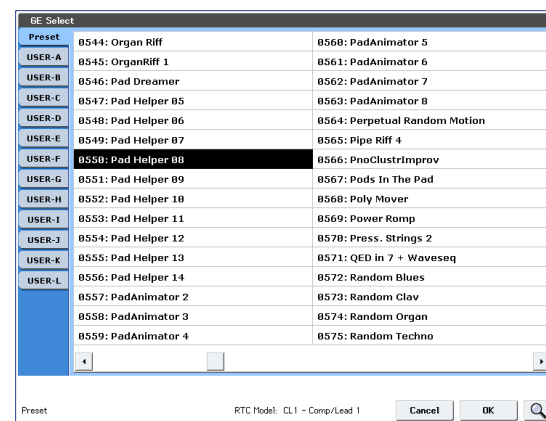 GE Select
Preset
USER-A
USER-B
USER-C
USER-D
USER-E
USER-F
USER-G
USER-H
USER-I
USER-J
USER-K
USER-L
0544: Organ Riff
0545: OrganRiff 1
0546: Pad Dreamer
0547: Pad Helper 05
0548: Pad Helper 06
0549: Pad Helper 07
0550: Pad Helper 08
0551: Pad Helper 09
0552: Pad Helper 10
0553: Pad Helper 11
0554: Pad Helper 12
0555: Pad Helper 13
0556: Pad Helper 14
0557: PadAnimator 2
0558: PadAnimator 3
0559: PadAnimator 4
0560: PadAnimator 5
0561: PadAnimator 6
0562: PadAnimator 7
0563: PadAnimator 8
0564: Perpetual Random Motion
0565: Pipe Riff 4
0566: PnoClustrImprov
0567: Pods In The Pad
0568: Poly Mover
0569: Power Romp
0570: Press. Strings 2
0571: QED in 7 + Waveseq
0572: Random Blues
0573: Random Clav
0574: Random Organ
0575: Random Techno
Preset
RTC Model: CL1 - Comp/Lead 1
Cancel
OK